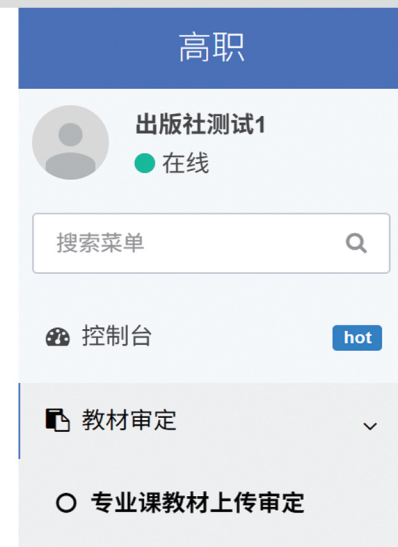 高职
出版社测试1
在线
搜索菜单
控制台
hot
教材审定
专业课教材上传审定